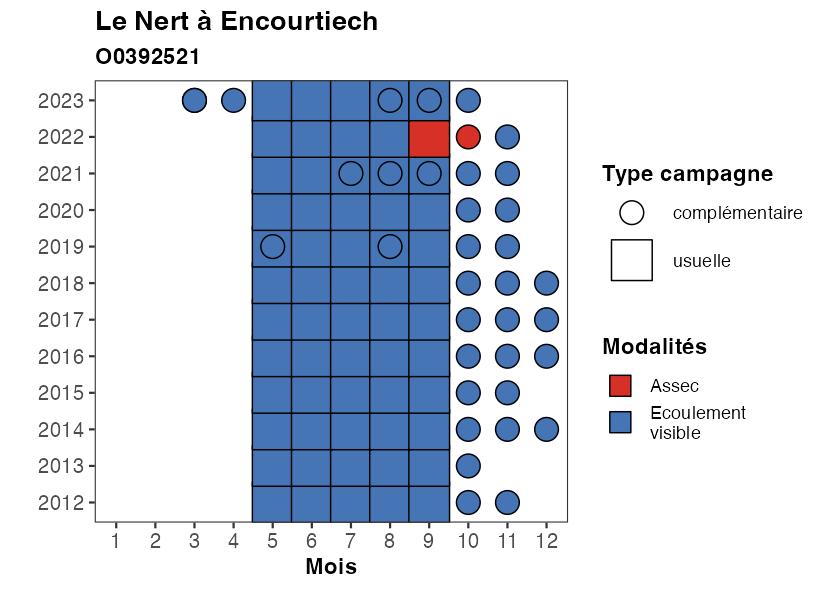 Le Nert à Encourtiech
O0392521
2023
2022
2021
2020
2019
2018
2017
2016
2015
2014
2013
2012
1 2 3 4 5 6 7 8 9 10 11 12
Mois
Type campagne
complémentaire
usuelle
Modalités
Assec
Ecoulement
visible